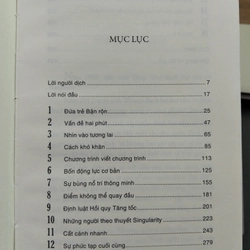 MỤC LỤC
Lời người dịch 7
Lời nói đầu 17
1 Đứa trẻ Bận rộn 25
2 Vấn đề hai phút 47
3 Nhìn vào tương lai 65
4 Cách khó khăn 85
5 Chương trình viết chương trình 113
6 Bốn động lực cơ bản 125
7 Sự bùng nổ trí thông minh 155
8 Điểm không thể quay đầu 179
9 Định luật Hồi quy Tăng tốc 201
10 Những người theo thuyết Singularity 223
11 Cất cánh nhanh 243
12 Sự phức tạp cuối cùng 279